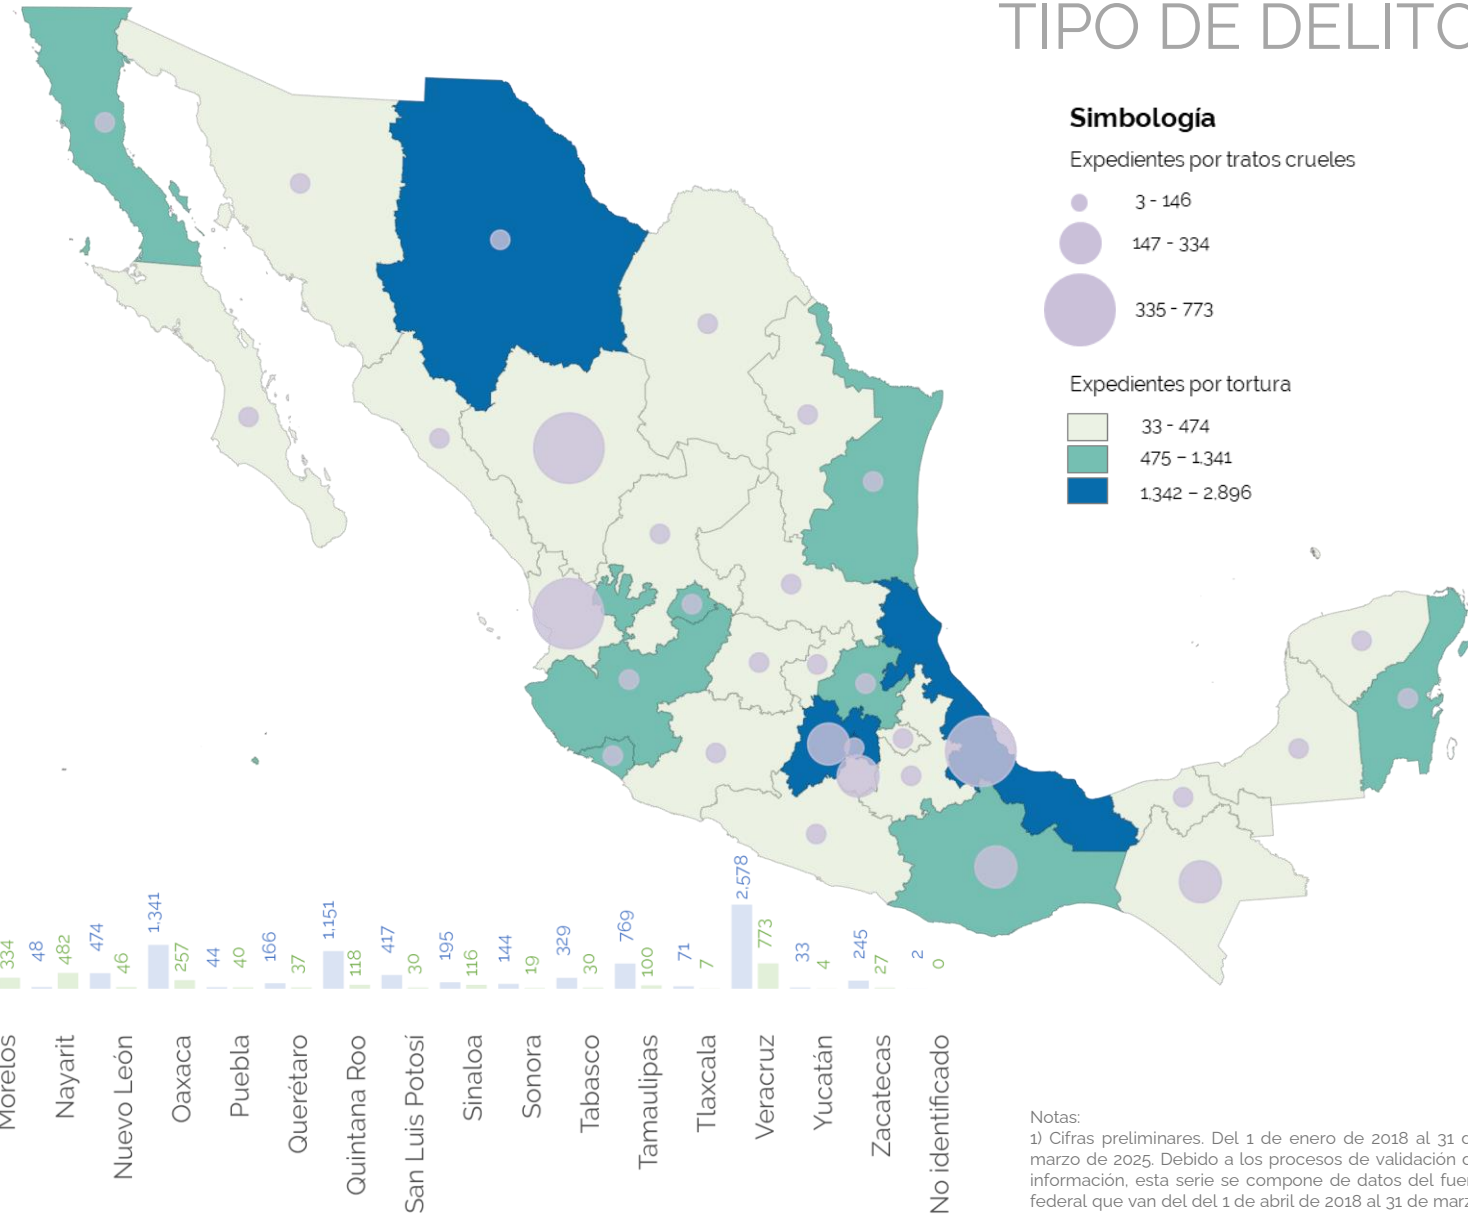 TIPO DE DELITO
Simbología
Expedientes por tratos crueles
3 - 146
147 - 334
335 - 773
Expedientes por tortura
33 - 474
475 – 1.341
1.342 – 2.896
334
48
482
474
46
1.341
257
44
40
166
37
1.151
118
417
30
195
116
144
19
329
30
769
100
71
7
2.578
773
33
4
245
27
2
0
Morelos
Nayarit
Nuevo León
Oaxaca
Puebla
Querétaro
Quintana Roo
San Luis Potosí
Sinaloa
Sonora
Tabasco
Tamaulipas
Tlaxcala
Veracruz
Yucatán
Zacatecas
No identificado
Notas:
1) Cifras preliminares. Del 1 de enero de 2018 al 31 d
marzo de 2025. Debido a los procesos de validación d
información, esta serie se compone de datos del fuer
federal que van del del 1 de abril de 2018 al 31 de marz